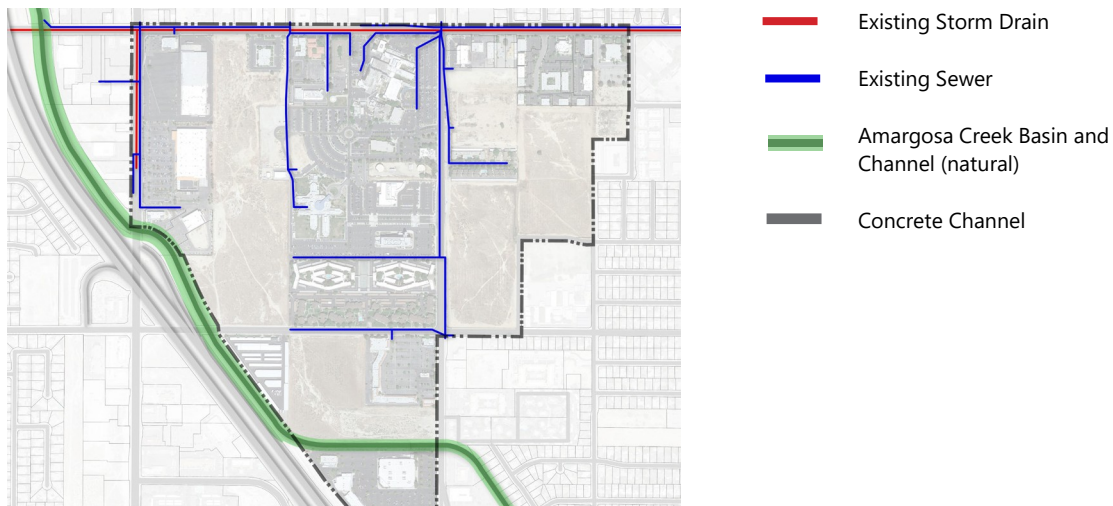 Existing Storm Drain
Existing Sewer
Amargosa Creek Basin and
Channel (natural)
Concrete Channel